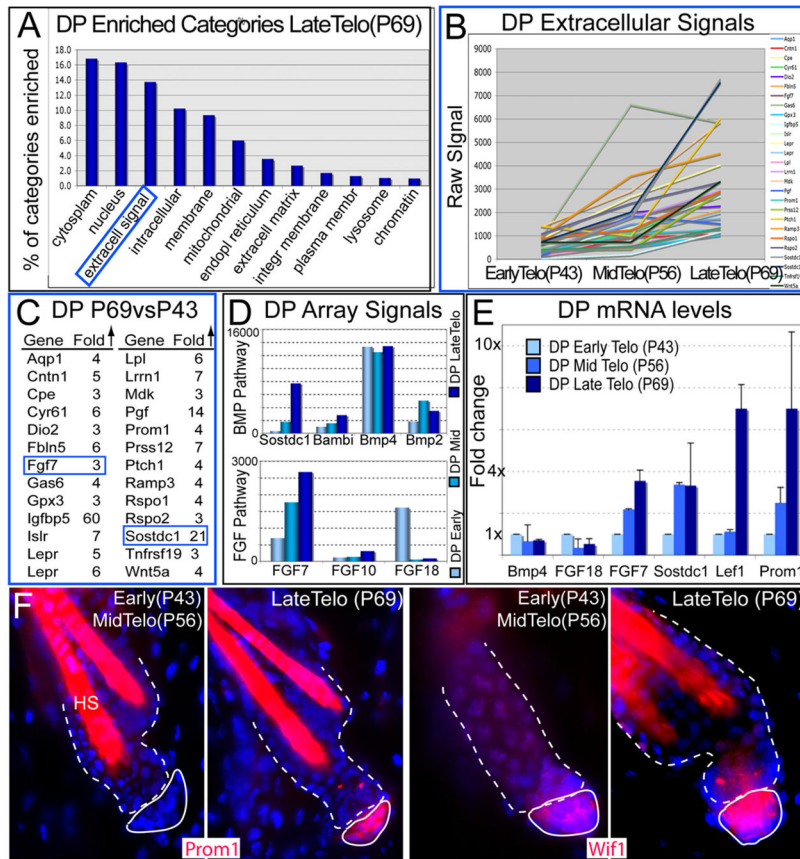 A DP Enriched Categories LateTelo(P69)
% of categories enriched
18.0
16.0
14.0
12.0
10.0
8.0
6.0
4.0
2.0
0.0
cytosplam
nucleus
extracell signal
intracellular
membrane
mitochondrial
endopl reticulum
extracell matrix
integr membrane
plasma membr
lysosome
chromatin
B DP Extracellular Signals
Raw SIgnal
9000
8000
7000
6000
5000
4000
3000
2000
1000
0
EarlyTelo(P43) MidTelo(P56) LateTelo(P69)
Aqp1
Cntn1
Cpe
Cyr61
Dio2
Fbln5
Fgf7
Gas6
Gpx3
Igfbp5
Islr
Lepr
Lepr
Lpl
Lrrn1
Mdk
Pgf
Prom1
Prss12
Ptch1
Ramp3
Rspo1
Rspo2
Sostdc1
Sostdc1
Tnfrsf19
Wnt5a
C DP P69vsP43
Gene Fold Gene Fold
Aqp1 4 Lpl 6
Cntn1 5 Lrrn1 7
Cpe 3 Mdk 3
Cyr61 6 Pgf 14
Dio2 3 Prom1 4
Fbln5 6 Prss12 7
Fgf7 3 Ptch1 4
Gas6 4 Ramp3 4
Gpx3 3 Rspo1 4
Igfbp5 60 Rspo2 3
Islr 7 Sostdc1 21
Lepr 5 Tnfrsf19 3
Lepr 6 Wnt5a 4
D DP Array Signals
BMP Pathway
16000
0
Sostdc1 Bambi Bmp4 Bmp2
FGF Pathway
3000
0
FGF7 FGF10 FGF18
DP Early
DP Mid
DP LateTelo
E DP mRNA levels
Fold change
10x
4x
1x
DP Early Telo (P43)
DP Mid Telo (P56)
DP Late Telo (P69)
Bmp4 FGF18 FGF7 Sostdc1 Lef1 Prom1
F Early(P43) LateTelo (P69) Early(P43) LateTelo (P69)
MidTelo(P56) MidTelo(P56)
HS
Prom1 Wif1